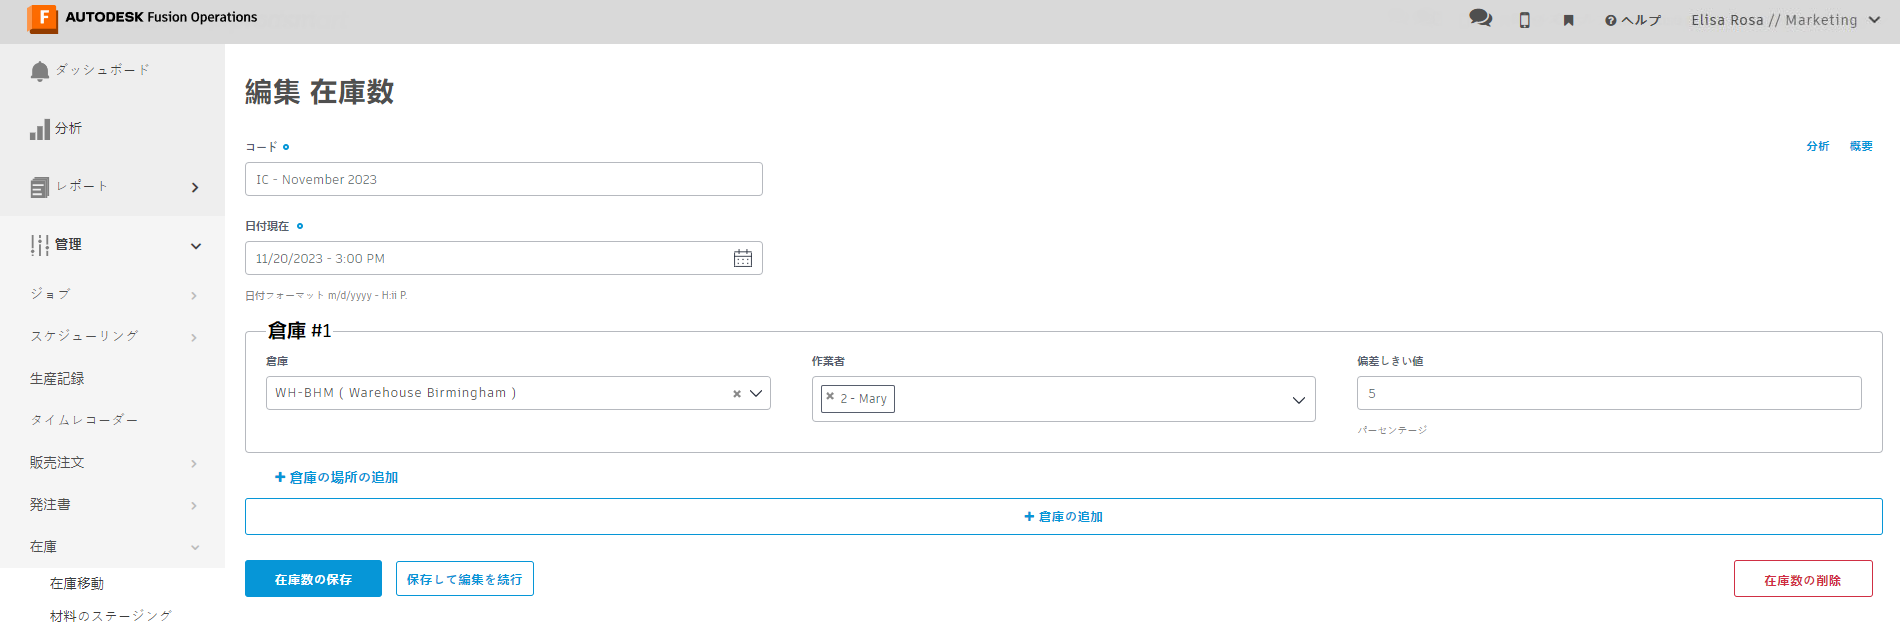 F AUTODESK Fusion Operations
ヘルプ
Elisa Rosa // Marketing
ダッシュボード
分析
レポート
管理
ジョブ
スケジューリング
生産記録
タイムレコーダー
販売注文
発注書
在庫
在庫移動
材料のステージング
編集 在庫数
分析 概要
コード
IC - November 2023
日付現在
11/20/2023 - 3:00 PM
日付フォーマット m/d/yyyy - H:ii P.
倉庫 #1
倉庫
WH-BHM ( Warehouse Birmingham )
作業者
2 - Mary
偏差しきい値
5
パーセンテージ
倉庫の場所の追加
倉庫の追加
在庫数の保存
保存して編集を続行
在庫数の削除